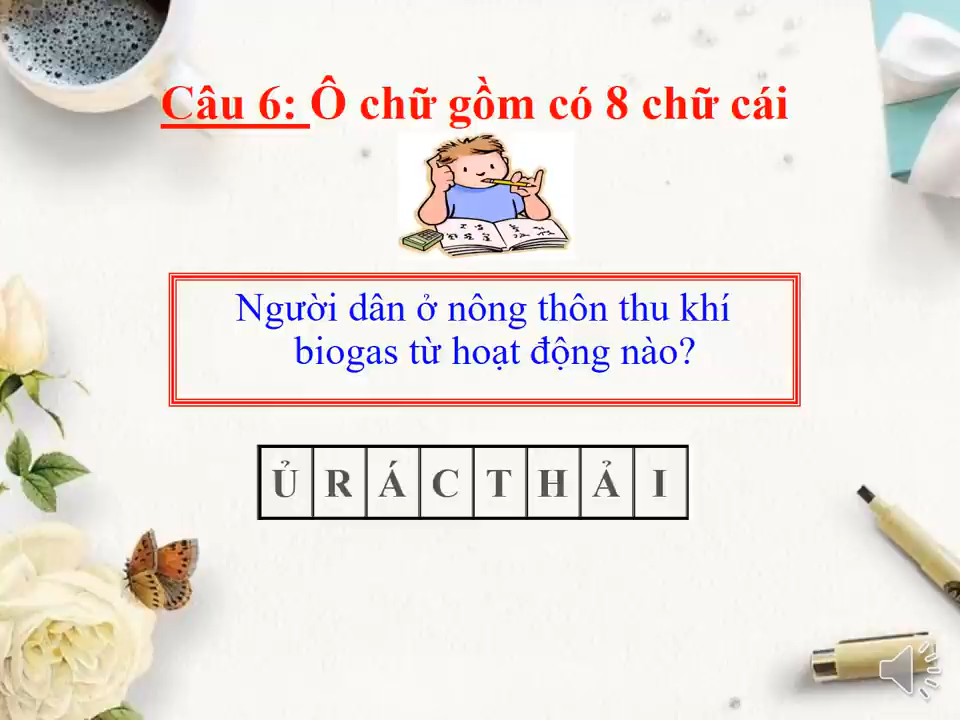 Câu 6: Ô chữ gồm có 8 chữ cái
Người dân ở nông thôn thu khí
biogas từ hoạt động nào?
Ủ R Á C T H Ả I